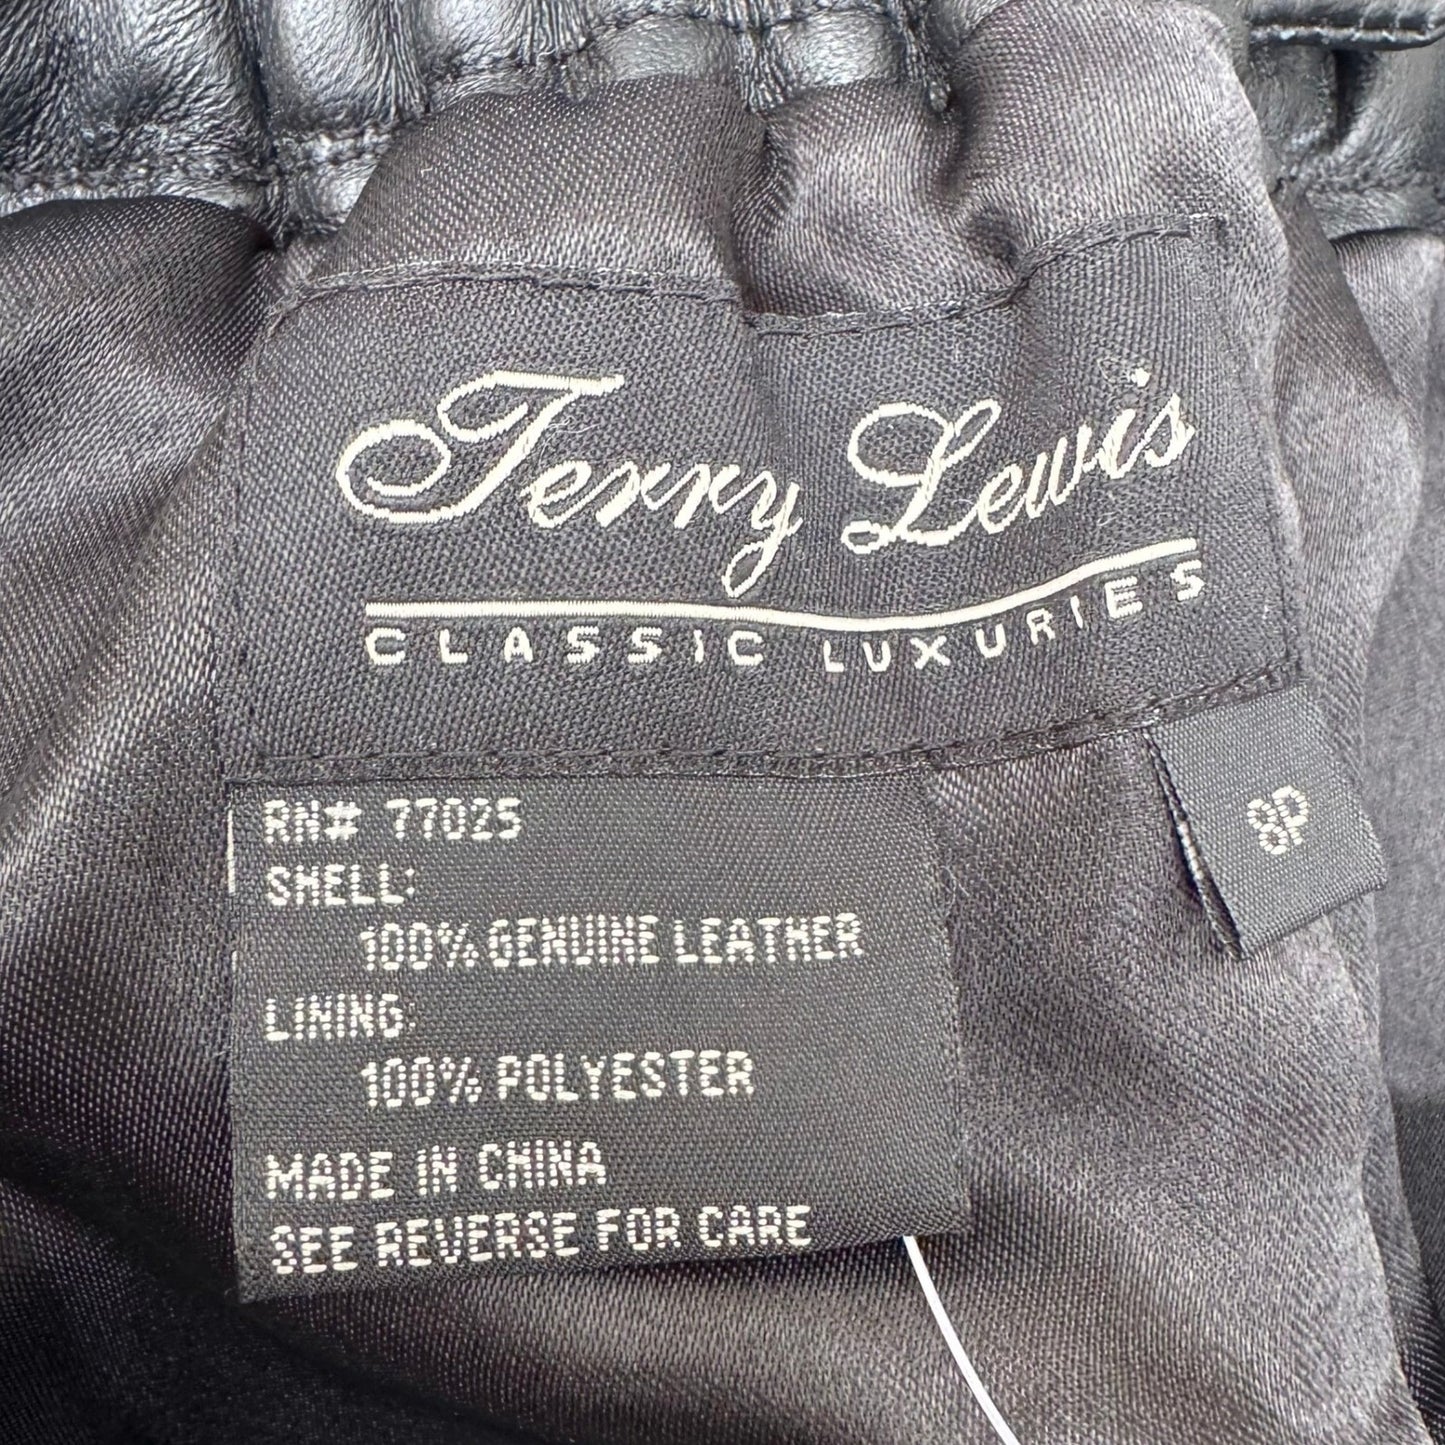 Terry Lewis
CLASSIC LUXURIES
8P
RN# 77025
SHELL:
100% GENUINE LEATHER
LINING:
100% POLYESTER
MADE IN CHINA
SEE REVERSE FOR CARE